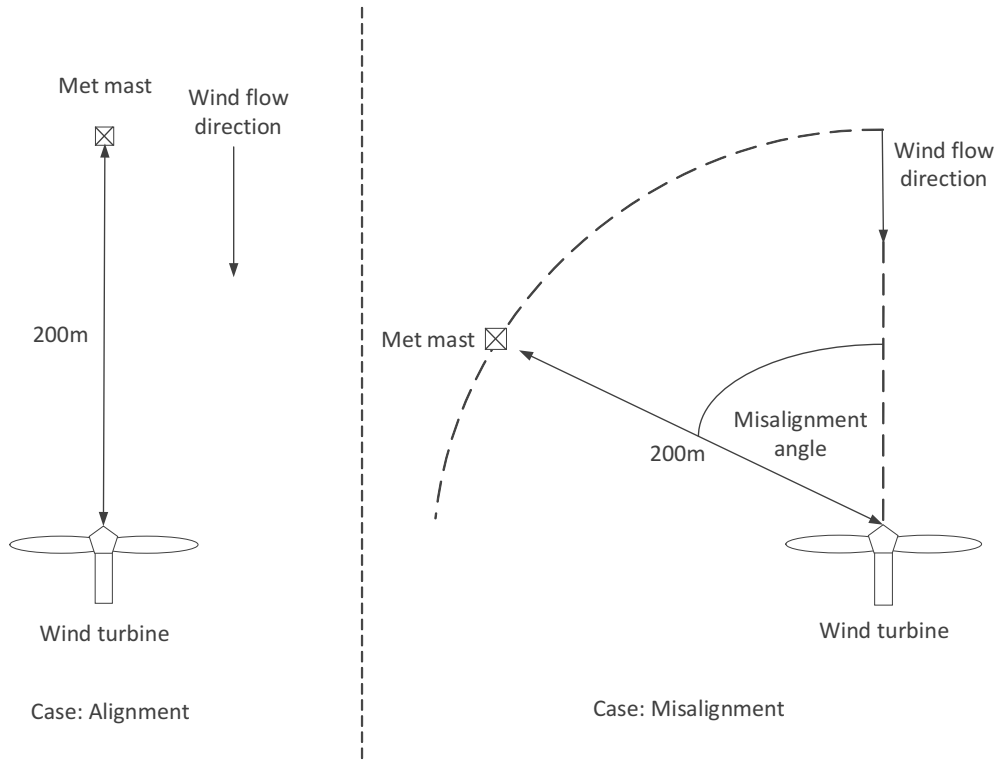 Met mast
Wind flow
direction
200m
Wind turbine
Case: Alignment
Wind flow
direction
Met mast
Misalignment
angle
200m
Wind turbine
Case: Misalignment